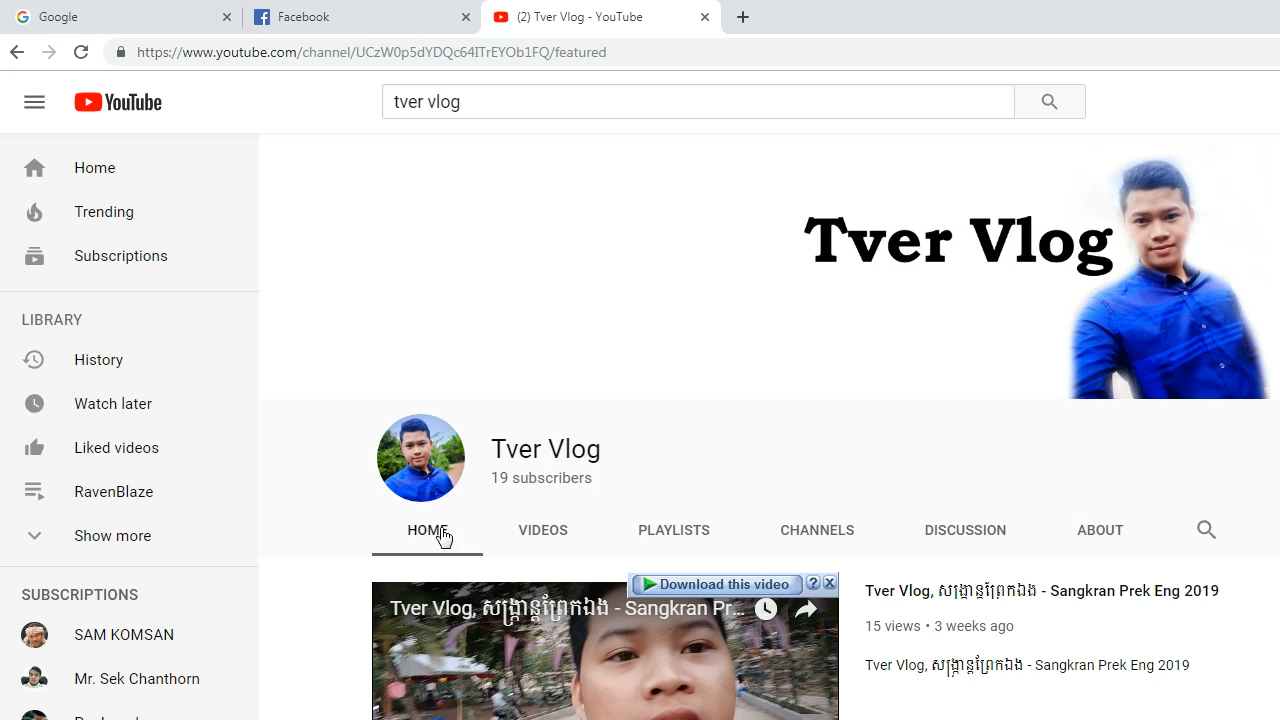 Google
Facebook
(2) Tver Vlog - YouTube
https://www.youtube.com/channel/UCzW0p5dYDQc64ITrEYOb1FQ/featured
YouTube
tver vlog
Home
Trending
Subscriptions
LIBRARY
History
Watch later
Liked videos
RavenBlaze
Show more
SUBSCRIPTIONS
SAM KOMSAN
Mr. Sek Chanthorn
Tver Vlog
Tver Vlog
19 subscribers
HOME
VIDEOS
PLAYLISTS
CHANNELS
DISCUSSION
ABOUT
Download this video
Tver Vlog, សង្ក្រាន្តព្រែកឯង - Sangkran Pr...
Tver Vlog, សង្ក្រាន្តព្រែកឯង - Sangkran Prek Eng 2019
15 views • 3 weeks ago
Tver Vlog, សង្ក្រាន្តព្រែកឯង - Sangkran Prek Eng 2019